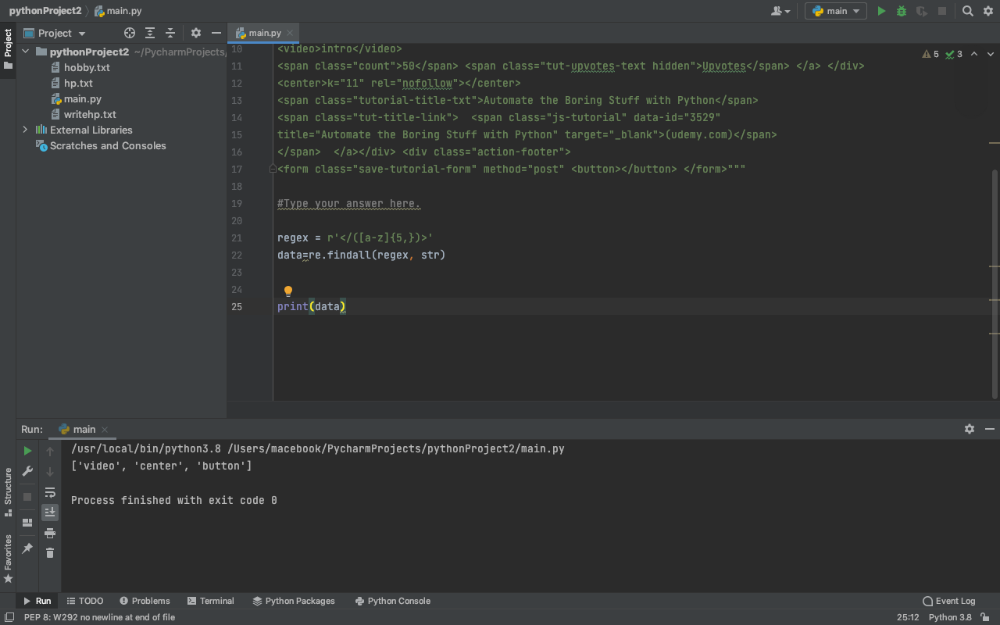 pythonProject2 main.py
main
Project
main.py
Project
pythonProject2 ~/PycharmProjects/
hobby.txt
hp.txt
main.py
writehp.txt
External Libraries
Scratches and Consoles
5 3
10 <video>intro</video>
11 <span class="count">50</span> <span class="tut-upvotes-text hidden">Upvotes</span> </a> </div>
12 <center>k="11" rel="nofollow"></center>
13 <span class="tutorial-title-txt">Automate the Boring Stuff with Python</span>
14 <span class="tut-title-link">  <span class="js-tutorial" data-id="3529"
15 title="Automate the Boring Stuff with Python" target="_blank">(udemy.com)</span>
16 </span>  </a></div> <div class="action-footer">
17 <form class="save-tutorial-form" method="post" <button></button> </form>"""
18
19 #Type your answer here.
20
21 regex = r'</([a-z]{5,})>'
22 data=re.findall(regex, str)
23
24
25 print(data)
Run: main
/usr/local/bin/python3.8 /Users/macebook/PycharmProjects/pythonProject2/main.py
['video', 'center', 'button']
Process finished with exit code 0
Structure
Favorites
Run TODO Problems Terminal Python Packages Python Console Event Log
PEP 8: W292 no newline at end of file 25:12 Python 3.8